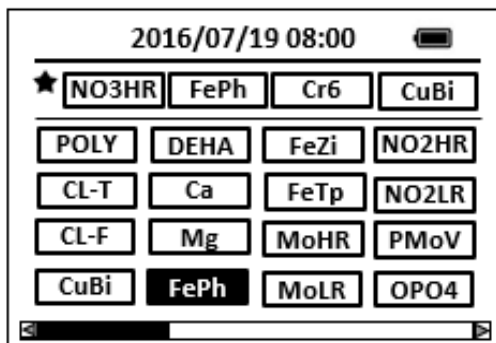 2016/07/19 08:00
NO3HR FePh Cr6 CuBi
POLY DEHA FeZi NO2HR
CL-T Ca FeTp NO2LR
CL-F Mg MoHR PMoV
CuBi FePh MoLR OPO4